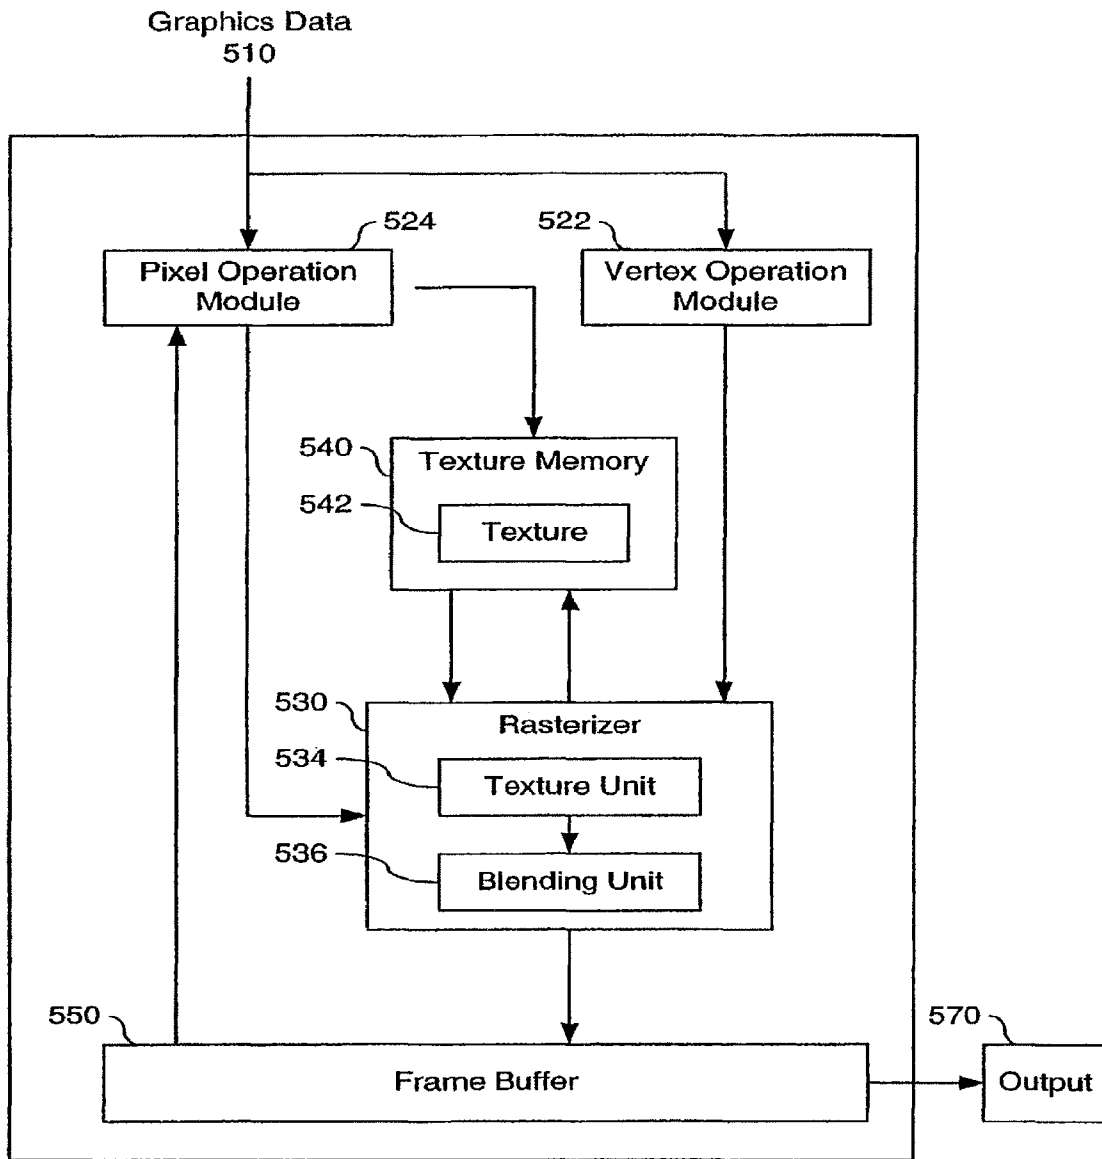 Graphics Data
510
524
522
Pixel Operation
Module
Vertex Operation
Module
540
Texture Memory
542
Texture
530
Rasterizer
534
Texture Unit
536
Blending Unit
550
570
Frame Buffer
Output